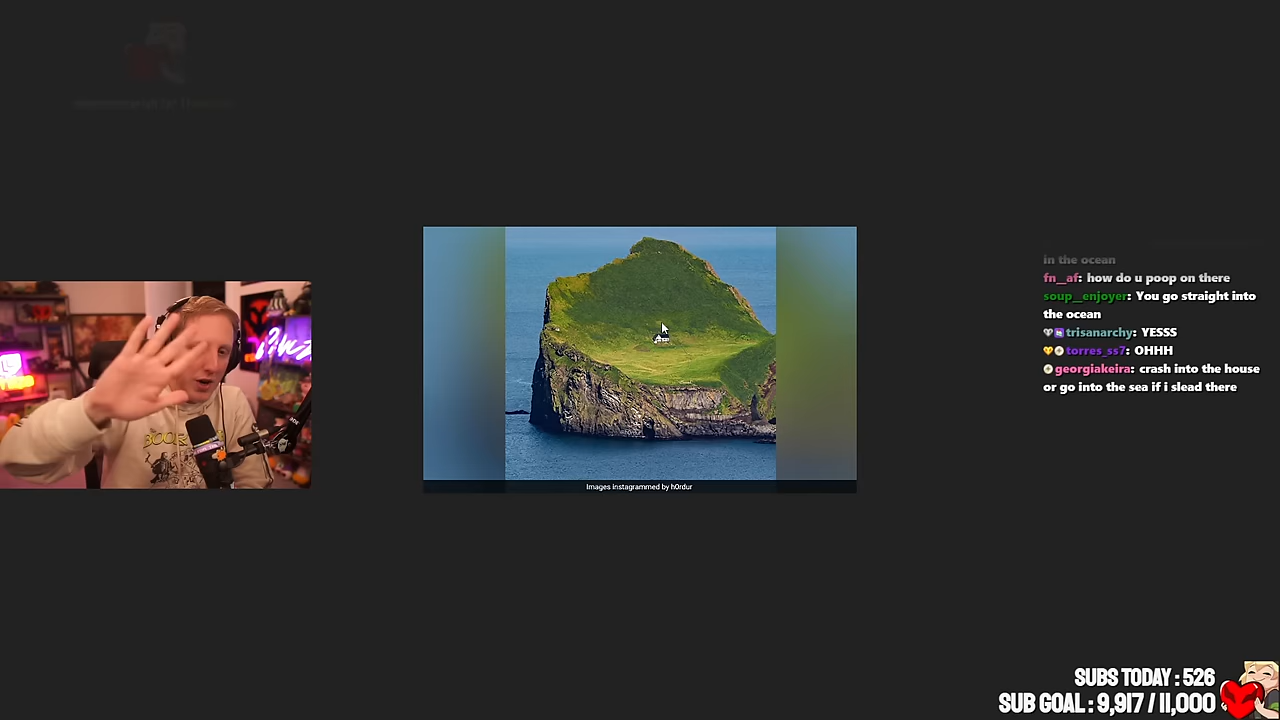 in the ocean
fn__af: how do u poop on there
soup__enjoyer: You go straight into
the ocean
trisanarchy: YESSS
torres_ss7: OHHH
georgiakeira: crash into the house
or go into the sea if i slead there
Images instagrammed by h0rdur
SUBS TODAY : 526
SUB GOAL : 9,917 / 11,000